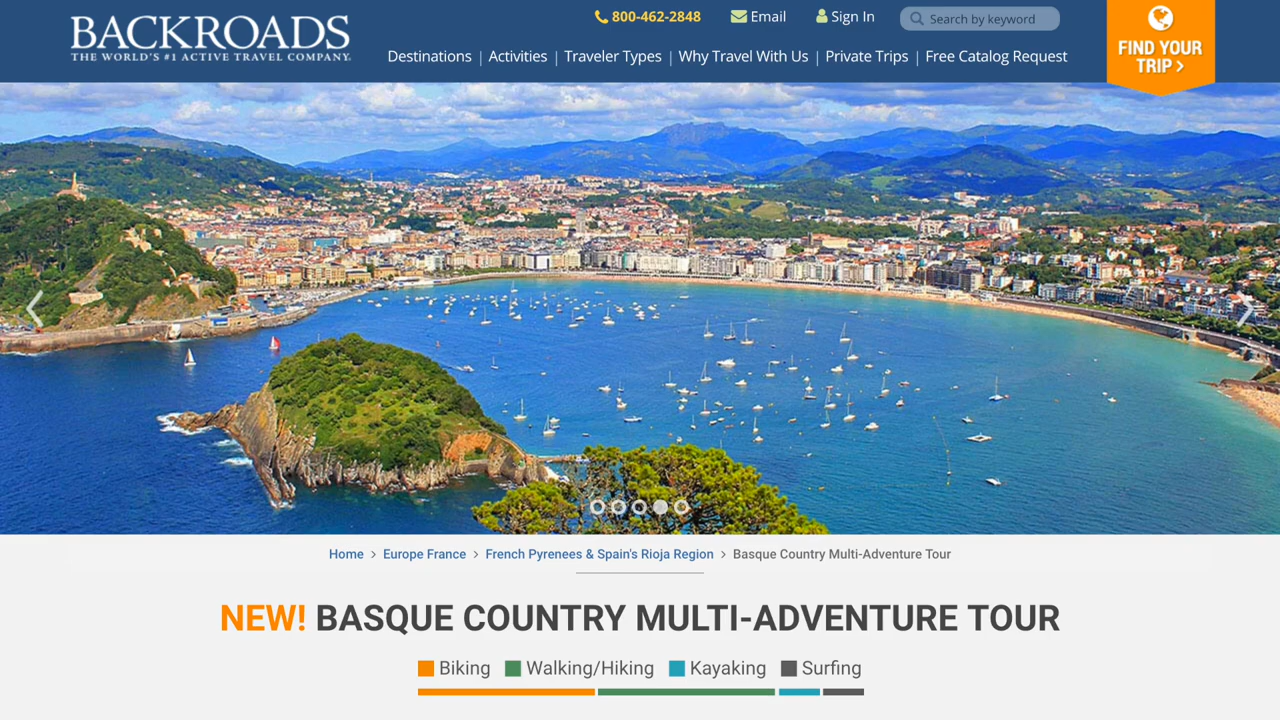 BACKROADS
THE WORLD'S #1 ACTIVE TRAVEL COMPANY.
800-462-2848
Email
Sign In
Search by keyword
Destinations | Activities | Traveler Types | Why Travel With Us | Private Trips | Free Catalog Request
FIND YOUR
TRIP >
Home > Europe France > French Pyrenees & Spain's Rioja Region > Basque Country Multi-Adventure Tour
NEW! BASQUE COUNTRY MULTI-ADVENTURE TOUR
Biking Walking/Hiking Kayaking Surfing